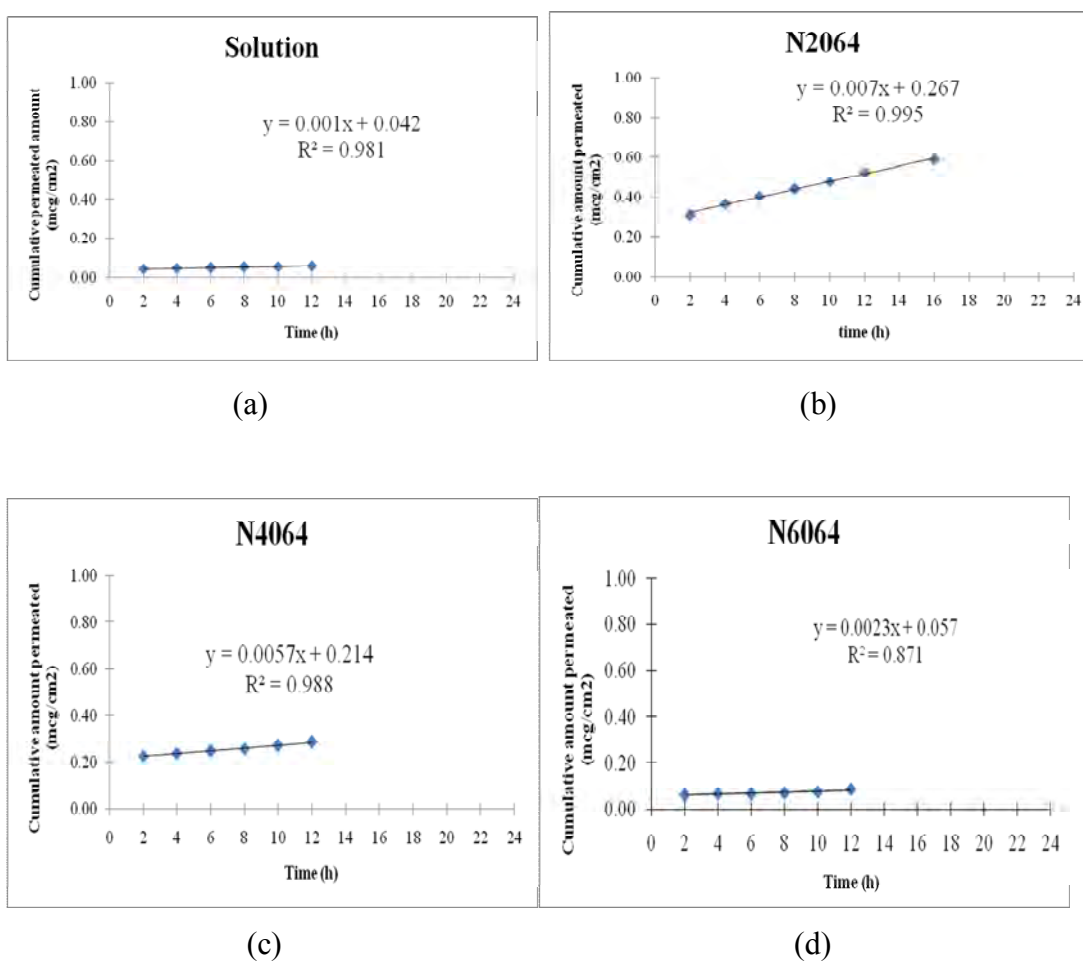 Solution
Cumulative permeated amount
(mcg/cm2)
1.00
0.80
0.60
0.40
0.20
0.00
y = 0.001x + 0.042
R² = 0.981
0 2 4 6 8 10 12 14 16 18 20 22 24
Time (h)
(a)
N2064
Cumulative amount permeated
(mcg/cm2)
1.00
0.80
0.60
0.40
0.20
0.00
y = 0.007x + 0.267
R² = 0.995
0 2 4 6 8 10 12 14 16 18 20 22 24
time (h)
(b)
N4064
Cumulative amount permeated
(mcg/cm2)
1.00
0.80
0.60
0.40
0.20
0.00
y = 0.0057x + 0.214
R² = 0.988
0 2 4 6 8 10 12 14 16 18 20 22 24
Time (h)
(c)
N6064
Cumulative amount permeated
(mcg/cm2)
1.00
0.80
0.60
0.40
0.20
0.00
y = 0.0023x + 0.057
R² = 0.871
0 2 4 6 8 10 12 14 16 18 20 22 24
Time (h)
(d)